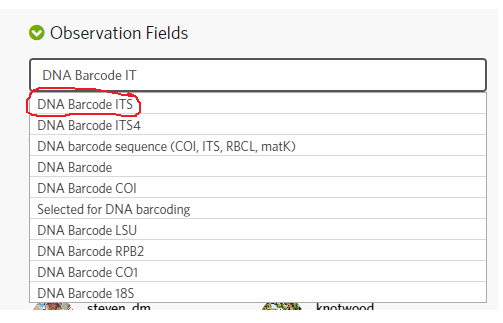 Observation Fields
DNA Barcode IT
DNA Barcode ITS
DNA Barcode ITS4
DNA barcode sequence (COI, ITS, RBCL, matK)
DNA Barcode
DNA Barcode COI
Selected for DNA barcoding
DNA Barcode LSU
DNA Barcode RPB2
DNA Barcode CO1
DNA Barcode 18S
steven_dm knotwood